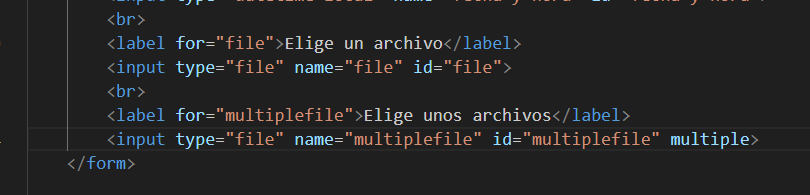 <input type="datetime-local" name="fecha y hora" id="fecha y hora">
<br>
<label for="file">Elige un archivo</label>
<input type="file" name="file" id="file">
<br>
<label for="multiplefile">Elige unos archivos</label>
<input type="file" name="multiplefile" id="multiplefile" multiple>
</form>